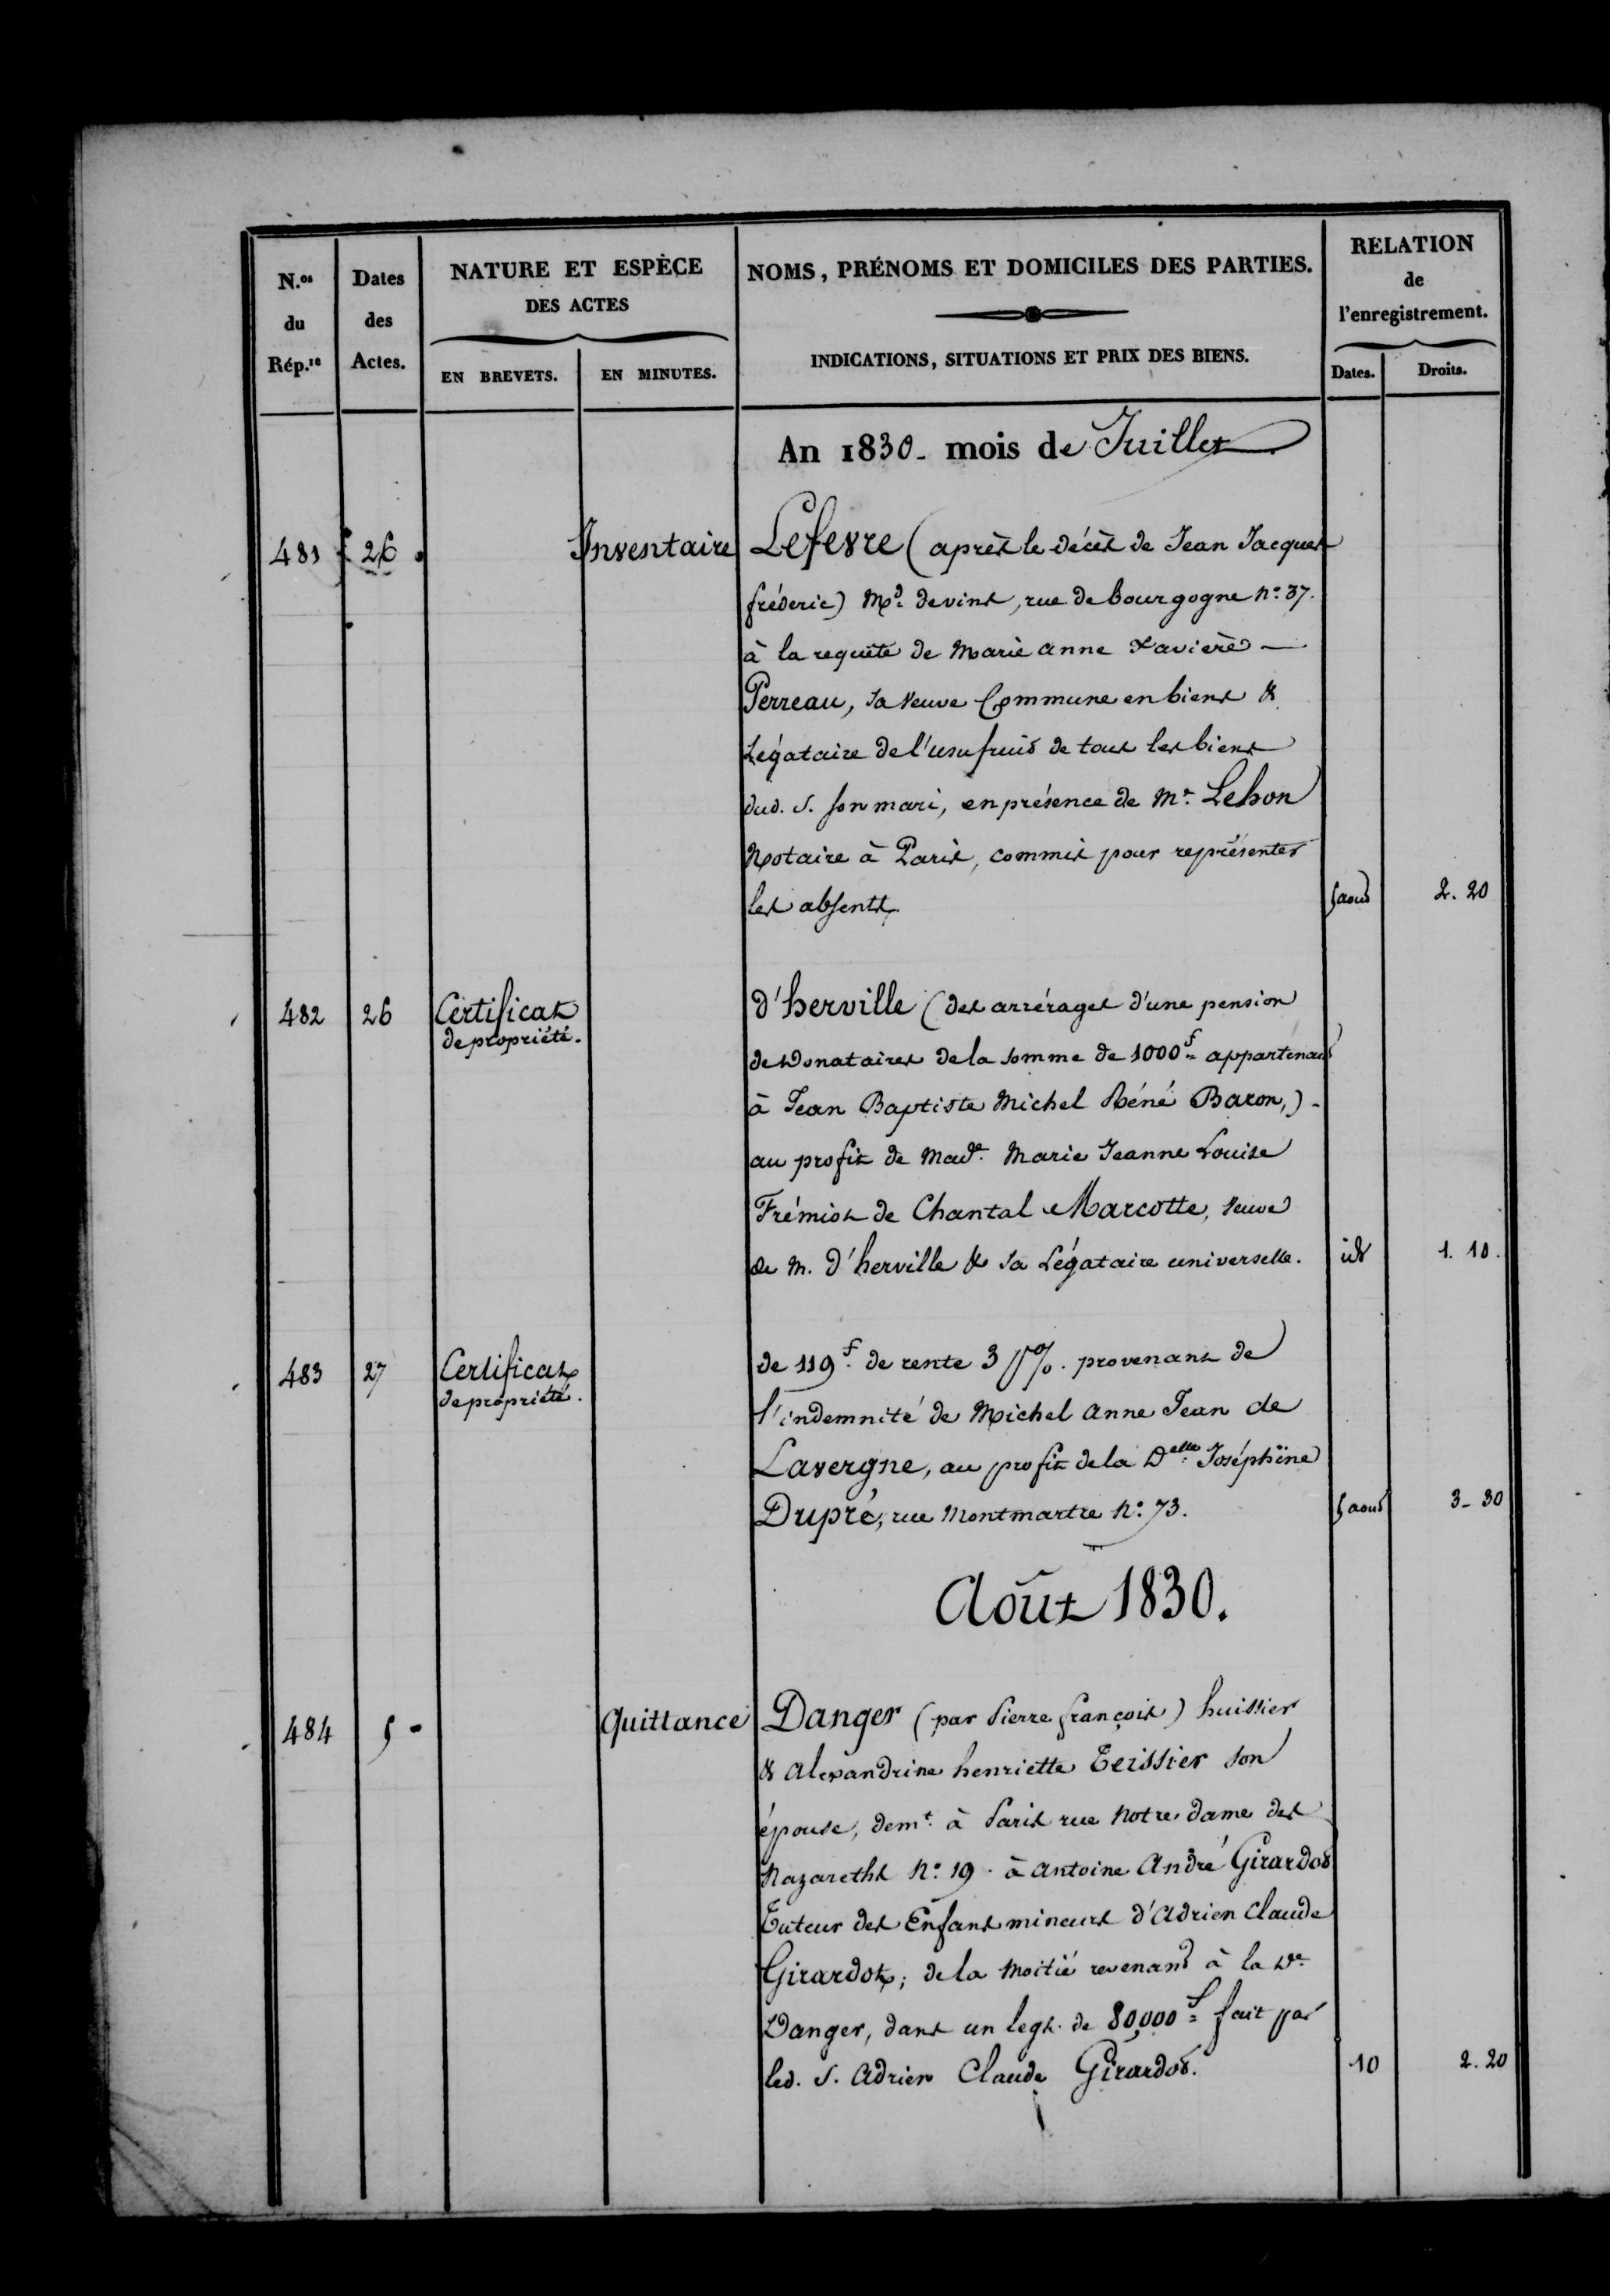 N.os du Rép.re
Dates des Actes.
NATURE ET ESPÈCE DES ACTES
EN BREVETS.
EN MINUTES.
NOMS, PRÉNOMS ET DOMICILES DES PARTIES.
INDICATIONS, SITUATIONS ET PRIX DES BIENS.
RELATION de l'enregistrement.
Dates.
Droits.
An 1830. mois de Juillet
481 26 Inventaire Lefevre (après le décès de Jean Jacques
fréderic) Md. de vins, rue de bourgogne No. 37.
à la requête de Marie anne Xavière
Perreau, sa veuve Commune en biens &
Légataire de l'usufruit de tous les biens
dud. S. son mari, en présence de Me. Lehon
Notaire à Paris, commis pour représenter
les absents. 5 aout 2. 20
482 26 Certificat de propriété. d'herville (des arrérages d'une pension
de Donataires de la somme de 1000f. appartenant
à Jean Baptiste Michel Réné Baron,)
au profit de Made. Marie Jeanne Louise
Frémiot de Chantal Marcotte, veuve
de M. d'herville & sa Légataire universelle. id 1. 10.
483 27 Certificat de propriété. de 119f. de rente 3 p%. provenant de
l'indemnité de Michel Anne Jean de
Lavergne, au profit de la Delle. Joséphine
Dupré, rue Montmartre No. 73. 5 aout 3. 30
Août 1830.
484 5 Quittance Danger (par Pierre françois) huissier
& Alexandrine henriette Teissier son
épouse, demt. à Paris rue Notre dame des
Nazareths No. 19. à Antoine André Girardot
Tuteur des Enfans mineurs d'Adrien Claude
Girardot; de la Moitié revenant à la De.
Danger, dans un legs de 80,000f. fait par
led. S. Adrien Claude Girardot. 10 2. 20